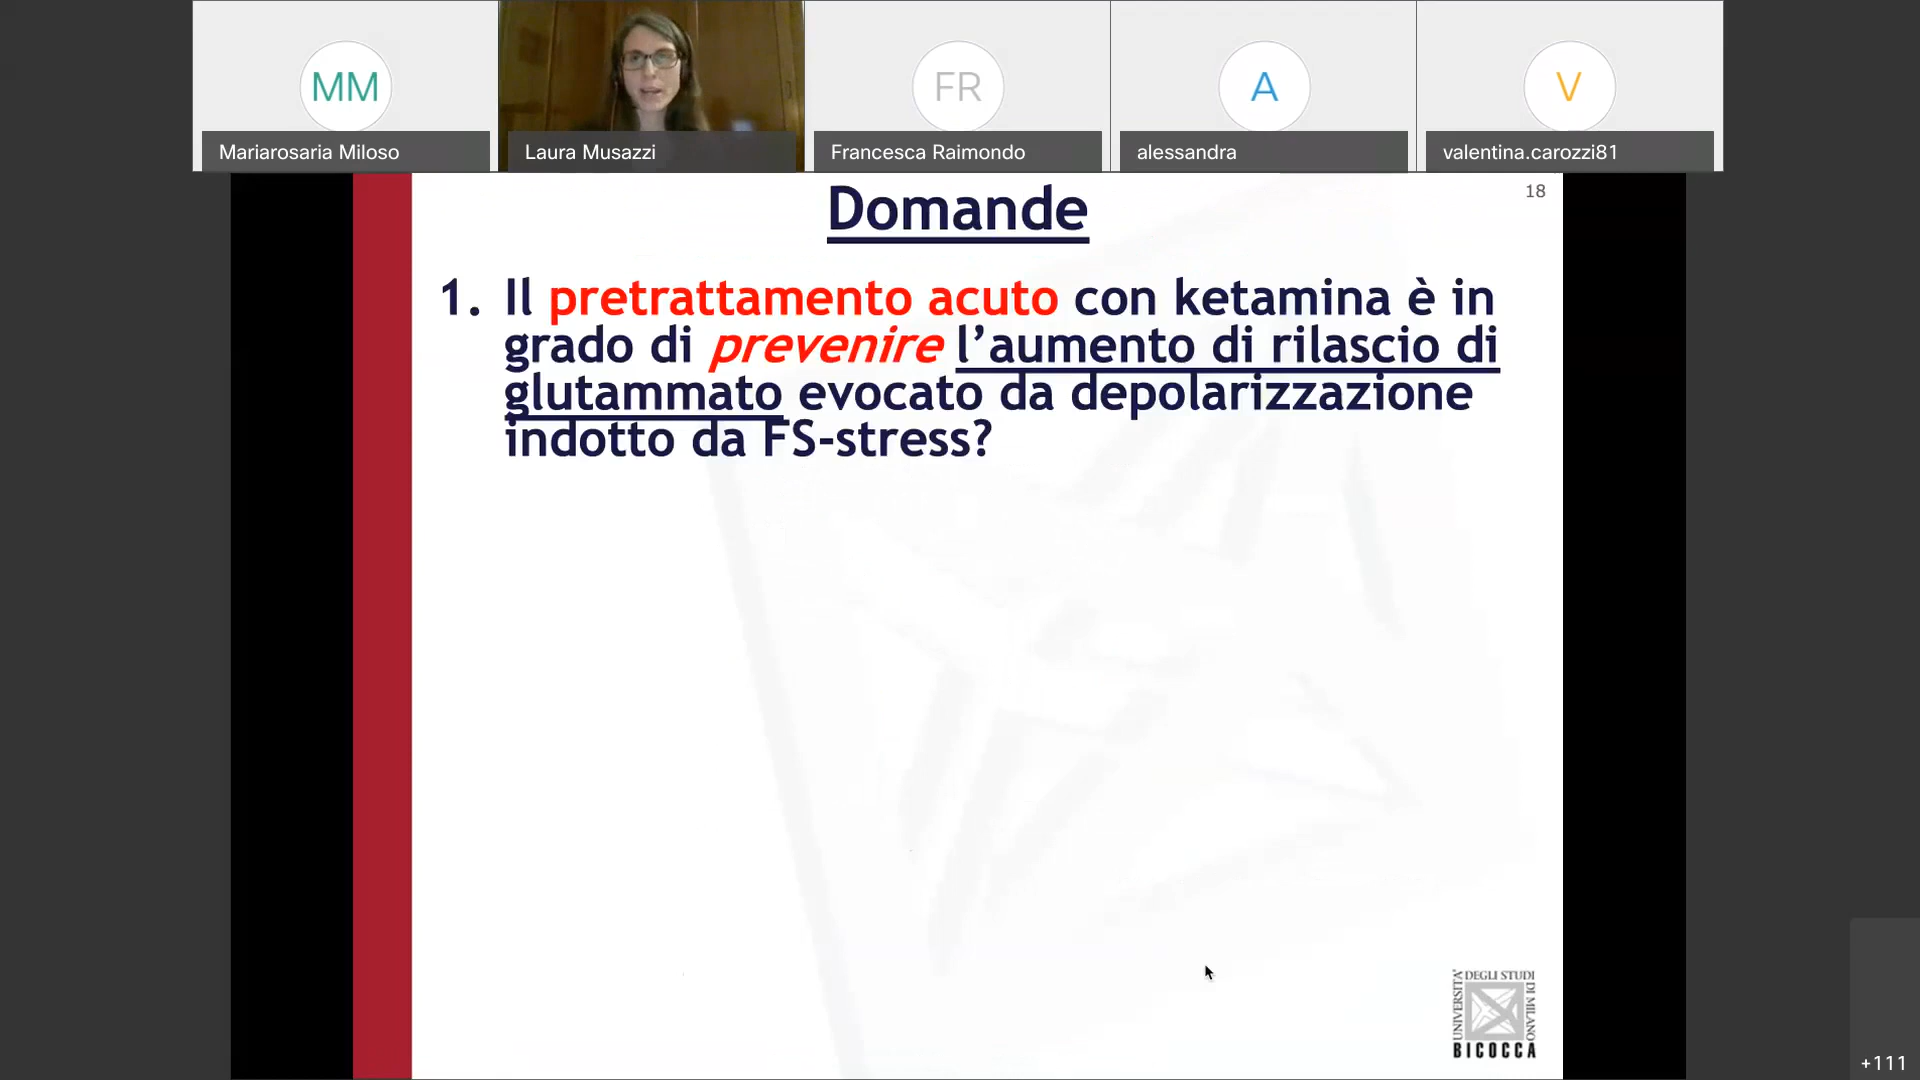 MM
FR
A
V
Mariarosaria Miloso
Laura Musazzi
Francesca Raimondo
alessandra
valentina.carozzi81
18
Domande
1. Il pretrattamento acuto con ketamina è in
grado di prevenire l’aumento di rilascio di
glutammato evocato da depolarizzazione
indotto da FS-stress?
UNIVERSITA'
DEGLI STUDI
DI MILANO
BICOCCA
+111